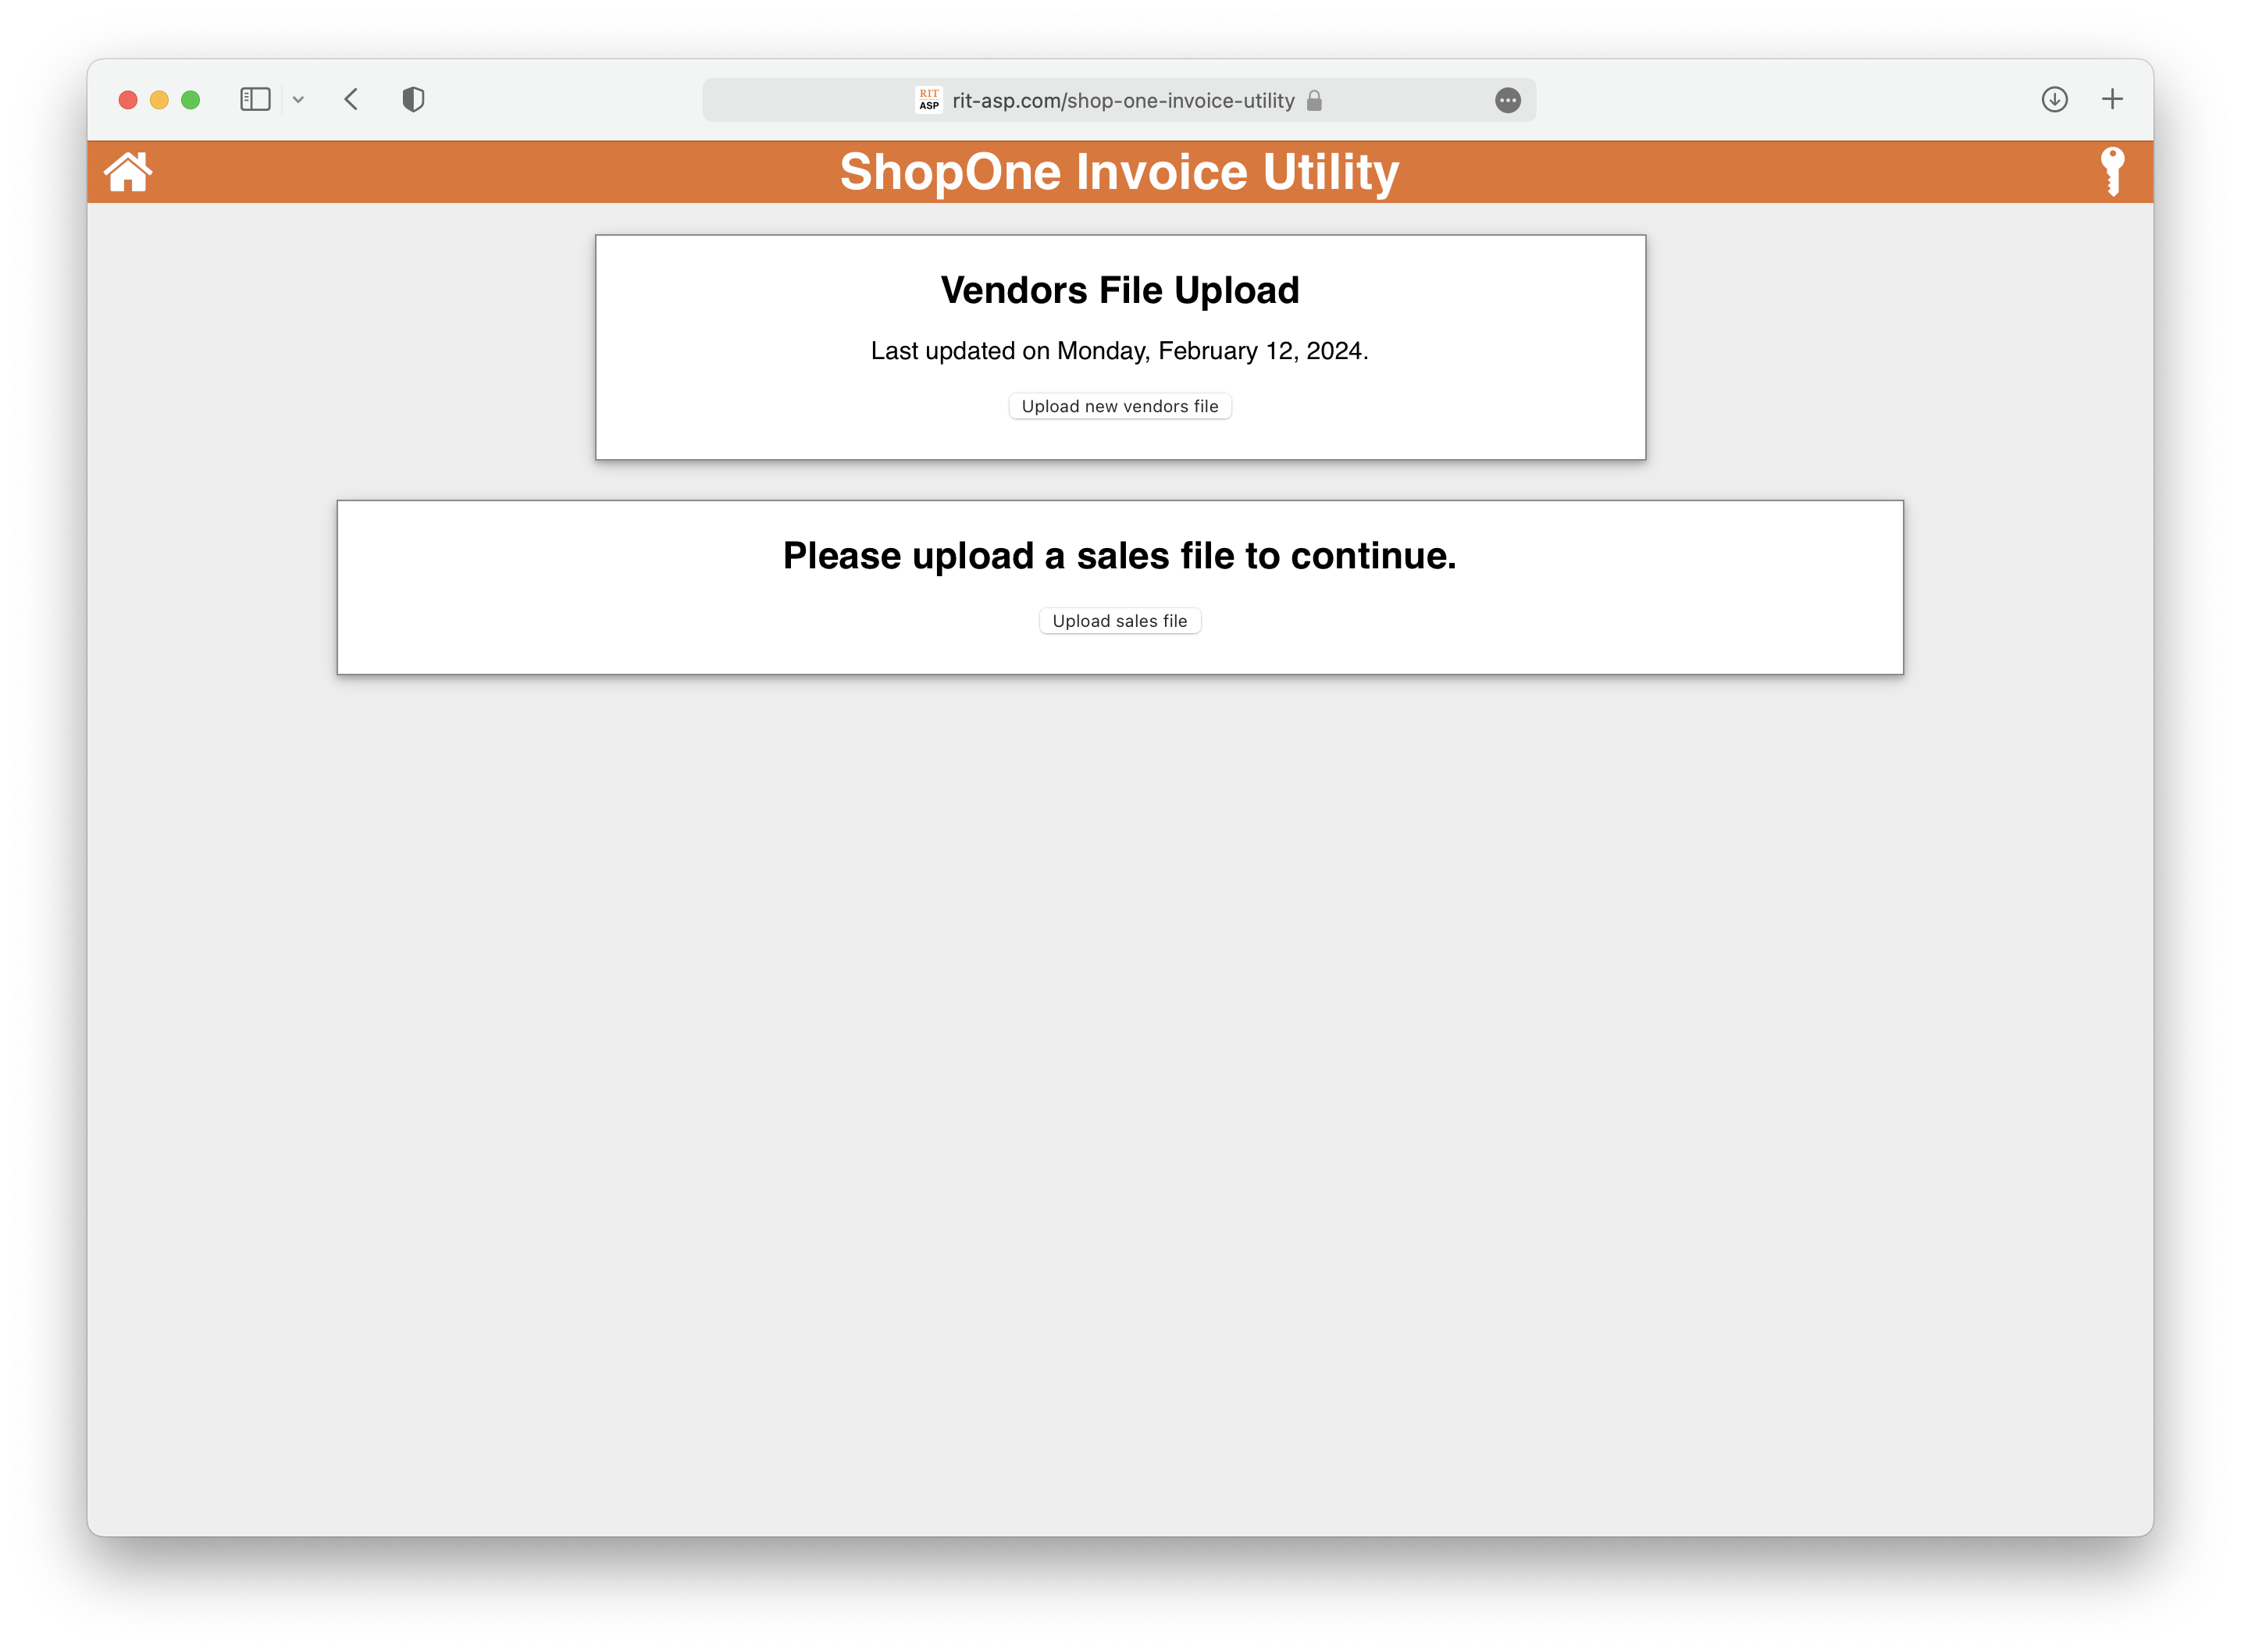 RIT
ASP
rit-asp.com/shop-one-invoice-utility
ShopOne Invoice Utility
Vendors File Upload
Last updated on Monday, February 12, 2024.
Upload new vendors file
Please upload a sales file to continue.
Upload sales file